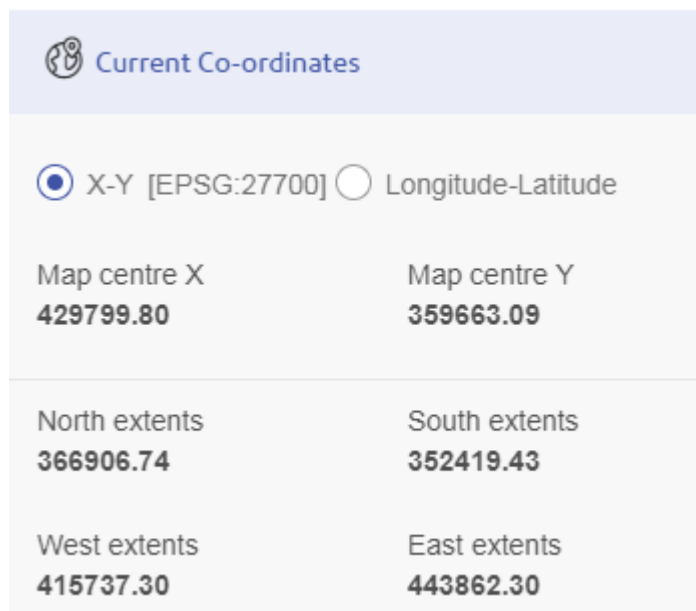 Current Co-ordinates
X-Y [EPSG:27700] Longitude-Latitude
Map centre X Map centre Y
429799.80 359663.09
North extents South extents
366906.74 352419.43
West extents East extents
415737.30 443862.30